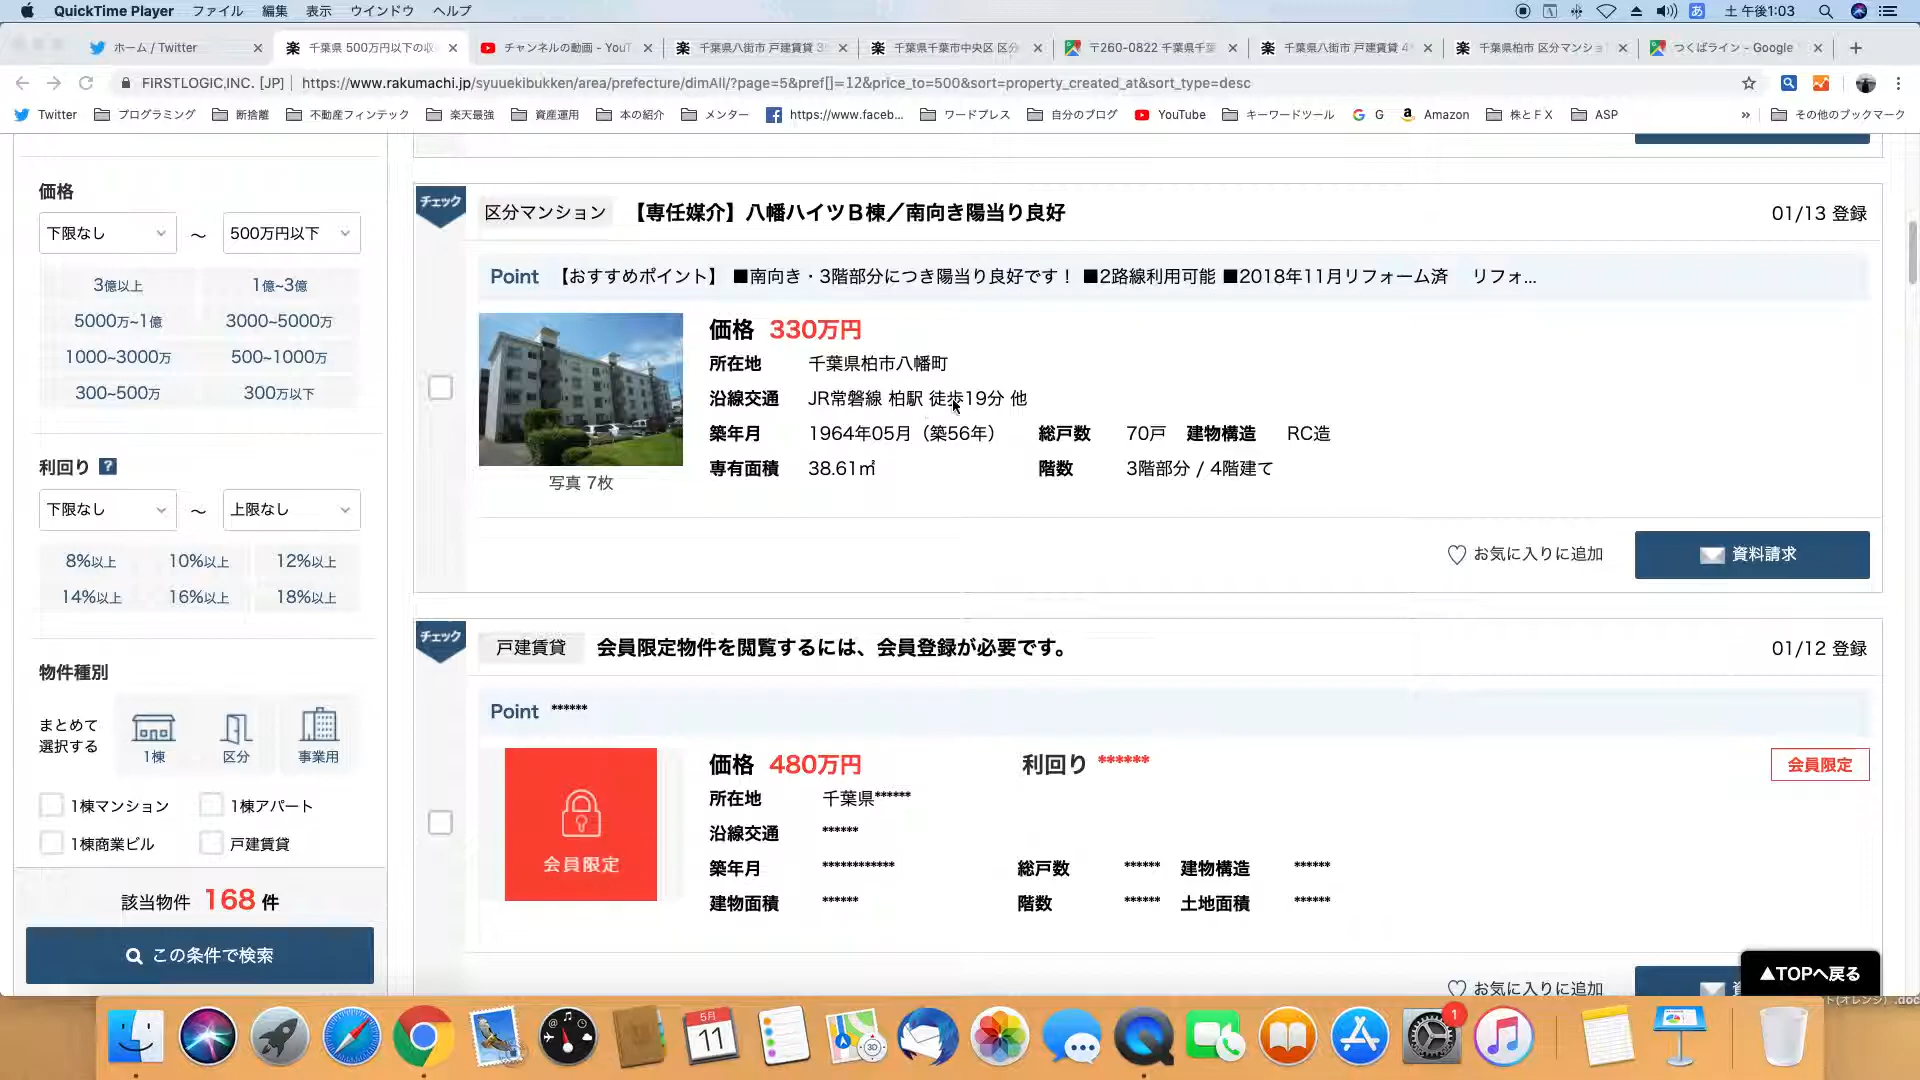 QuickTime Player ファイル 編集 表示 ウインドウ ヘルプ 土 午後1:03
ホーム / Twitter
千葉県 500万円以下の収
チャンネルの動画 - YouT
千葉県八街市 戸建賃貸 3
千葉県千葉市中央区 区分
〒260-0822 千葉県千葉
千葉県八街市 戸建賃貸 4
千葉県柏市 区分マンショ
つくばライン - Google
FIRSTLOGIC,INC. [JP] | https://www.rakumachi.jp/syuuekibukken/area/prefecture/dimAll/?page=5&pref[]=12&price_to=500&sort=property_created_at&sort_type=desc
Twitter プログラミング 断捨離 不動産フィンテック 楽天最強 資産運用 本の紹介 メンター https://www.faceb... ワードプレス 自分のブログ YouTube キーワードツール G Amazon 株とFX ASP » その他のブックマーク
価格
下限なし ～ 500万円以下
3億以上 1億~3億
5000万~1億 3000~5000万
1000~3000万 500~1000万
300~500万 300万以下
利回り ?
下限なし ～ 上限なし
8%以上 10%以上 12%以上
14%以上 16%以上 18%以上
物件種別
まとめて
選択する
1棟 区分 事業用
1棟マンション 1棟アパート
1棟商業ビル 戸建賃貸
該当物件 168 件
この条件で検索
チェック
区分マンション 【専任媒介】八幡ハイツB棟／南向き陽当り良好 01/13 登録
Point 【おすすめポイント】 ■南向き・3階部分につき陽当り良好です！ ■2路線利用可能 ■2018年11月リフォーム済 リフォ...
写真 7枚
価格 330万円
所在地 千葉県柏市八幡町
沿線交通 JR常磐線 柏駅 徒歩19分 他
築年月 1964年05月（築56年） 総戸数 70戸 建物構造 RC造
専有面積 38.61㎡ 階数 3階部分 / 4階建て
お気に入りに追加 資料請求
チェック
戸建賃貸 会員限定物件を閲覧するには、会員登録が必要です。 01/12 登録
Point ******
会員限定
価格 480万円 利回り ****** 会員限定
所在地 千葉県******
沿線交通 ******
築年月 ************ 総戸数 ****** 建物構造 ******
建物面積 ****** 階数 ****** 土地面積 ******
お気に入りに追加
▲TOPへ戻る
ト(オレンジ）.doc
5月
11
3D
1